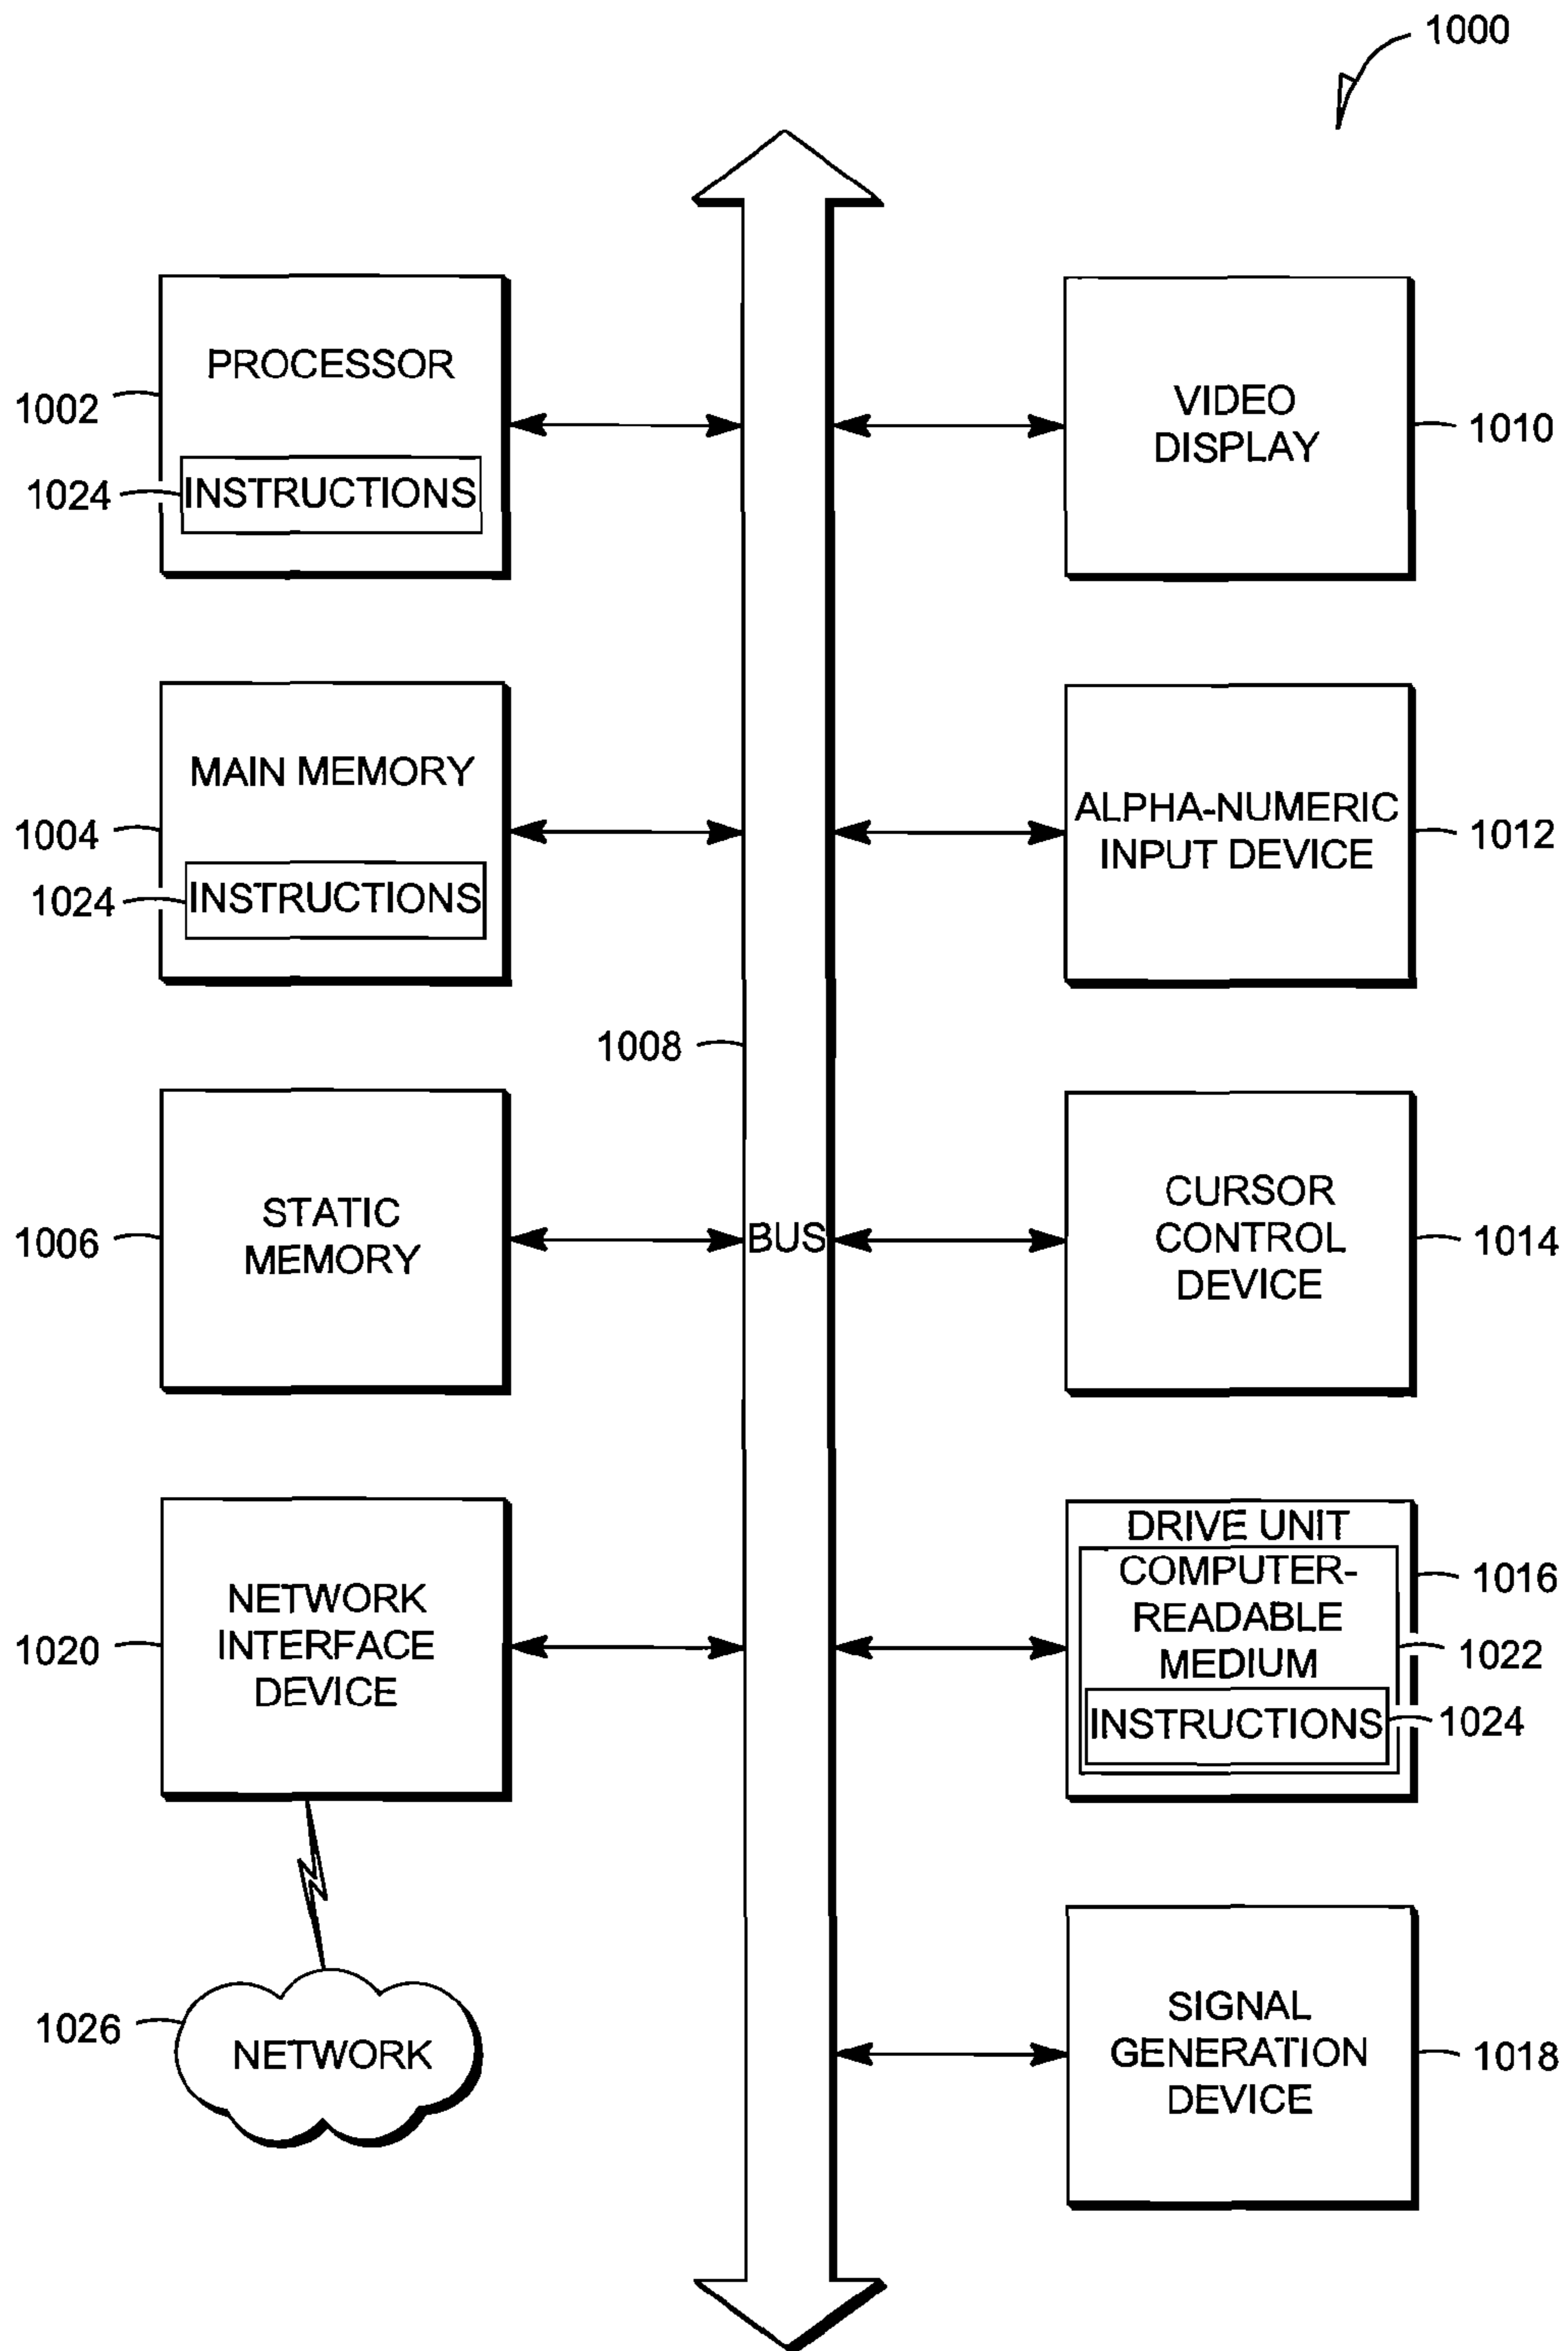 1000
PROCESSOR
1002
1024
INSTRUCTIONS
VIDEO
DISPLAY
1010
MAIN MEMORY
1004
1024
INSTRUCTIONS
ALPHA-NUMERIC
INPUT DEVICE
1012
1008
STATIC
MEMORY
1006
BUS
CURSOR
CONTROL
DEVICE
1014
NETWORK
INTERFACE
DEVICE
1020
DRIVE UNIT
COMPUTER-
READABLE
MEDIUM
1016
1022
INSTRUCTIONS
1024
1026
NETWORK
SIGNAL
GENERATION
DEVICE
1018